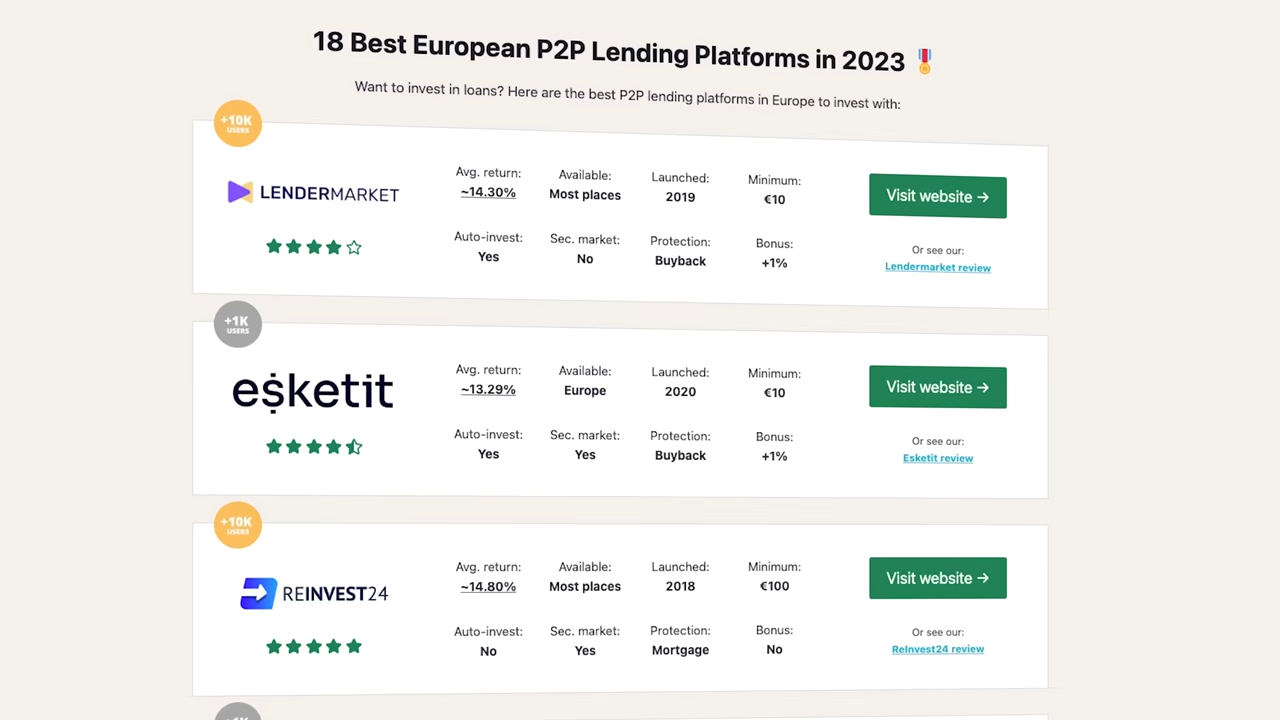 18 Best European P2P Lending Platforms in 2023
Want to invest in loans? Here are the best P2P lending platforms in Europe to invest with:
+10K
USERS
LENDERMARKET
Avg. return: Available: Launched: Minimum:
~14.30% Most places 2019 €10
Visit website →
Auto-invest: Sec. market: Protection: Bonus:
Yes No Buyback +1%
Or see our:
Lendermarket review
+1K
USERS
esketit
Avg. return: Available: Launched: Minimum:
~13.29% Europe 2020 €10
Visit website →
Auto-invest: Sec. market: Protection: Bonus:
Yes Yes Buyback +1%
Or see our:
Esketit review
+10K
USERS
REINVEST24
Avg. return: Available: Launched: Minimum:
~14.80% Most places 2018 €100
Visit website →
Auto-invest: Sec. market: Protection: Bonus:
No Yes Mortgage No
Or see our:
ReInvest24 review